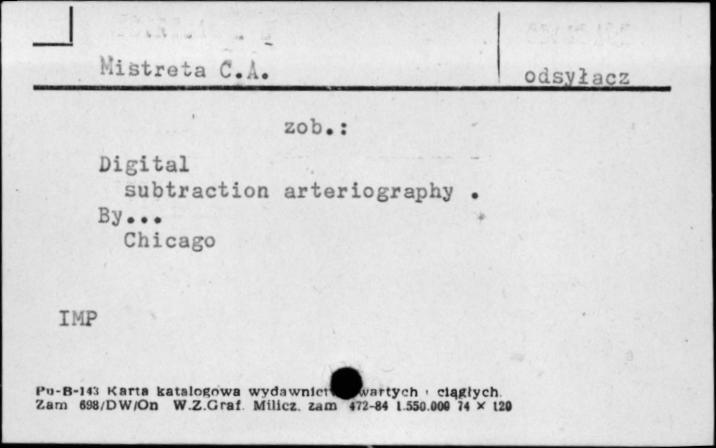 Mistreta C.A.
odsyłacz
zob.:
Digital
subtraction arteriography .
By...
Chicago
IMP
Pu-B-143 Karta katalogowa wydawnict wartych i ciągłych.
Zam 698/DW/On W.Z.Graf. Milicz. zam 472-84 1.550.000 74 × 120